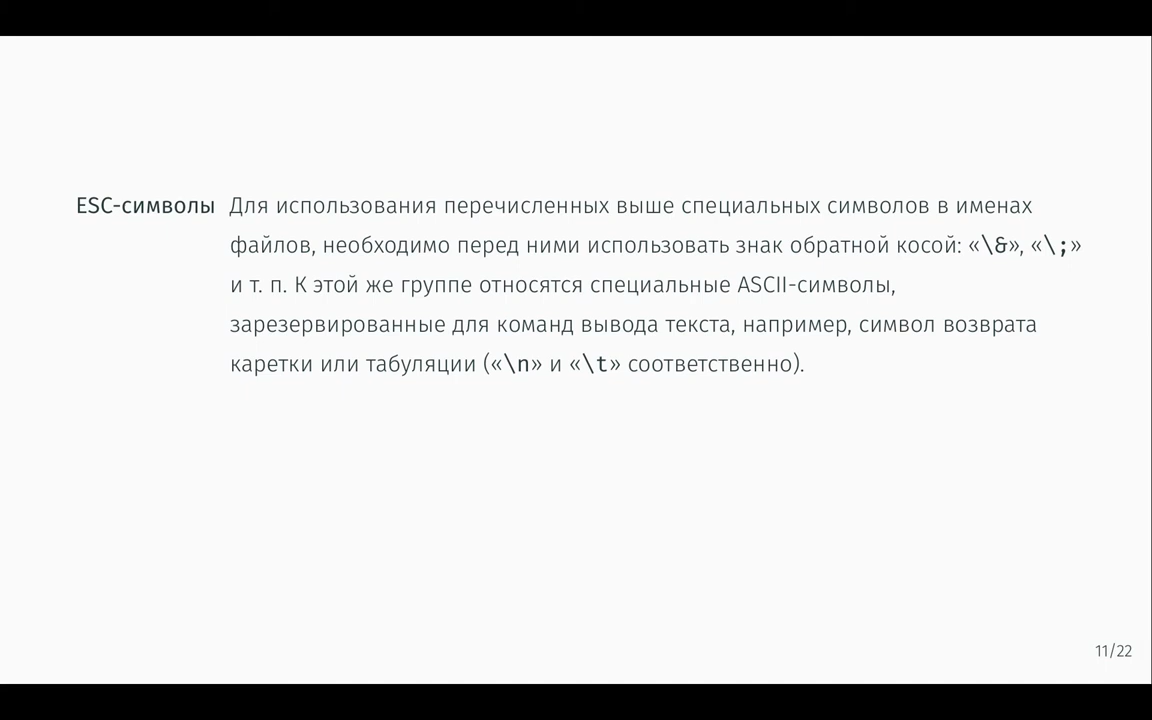 ESC-символы Для использования перечисленных выше специальных символов в именах
файлов, необходимо перед ними использовать знак обратной косой: «\&», «\;»
и т. п. К этой же группе относятся специальные ASCII-символы,
зарезервированные для команд вывода текста, например, символ возврата
каретки или табуляции («\n» и «\t» соответственно).
11/22